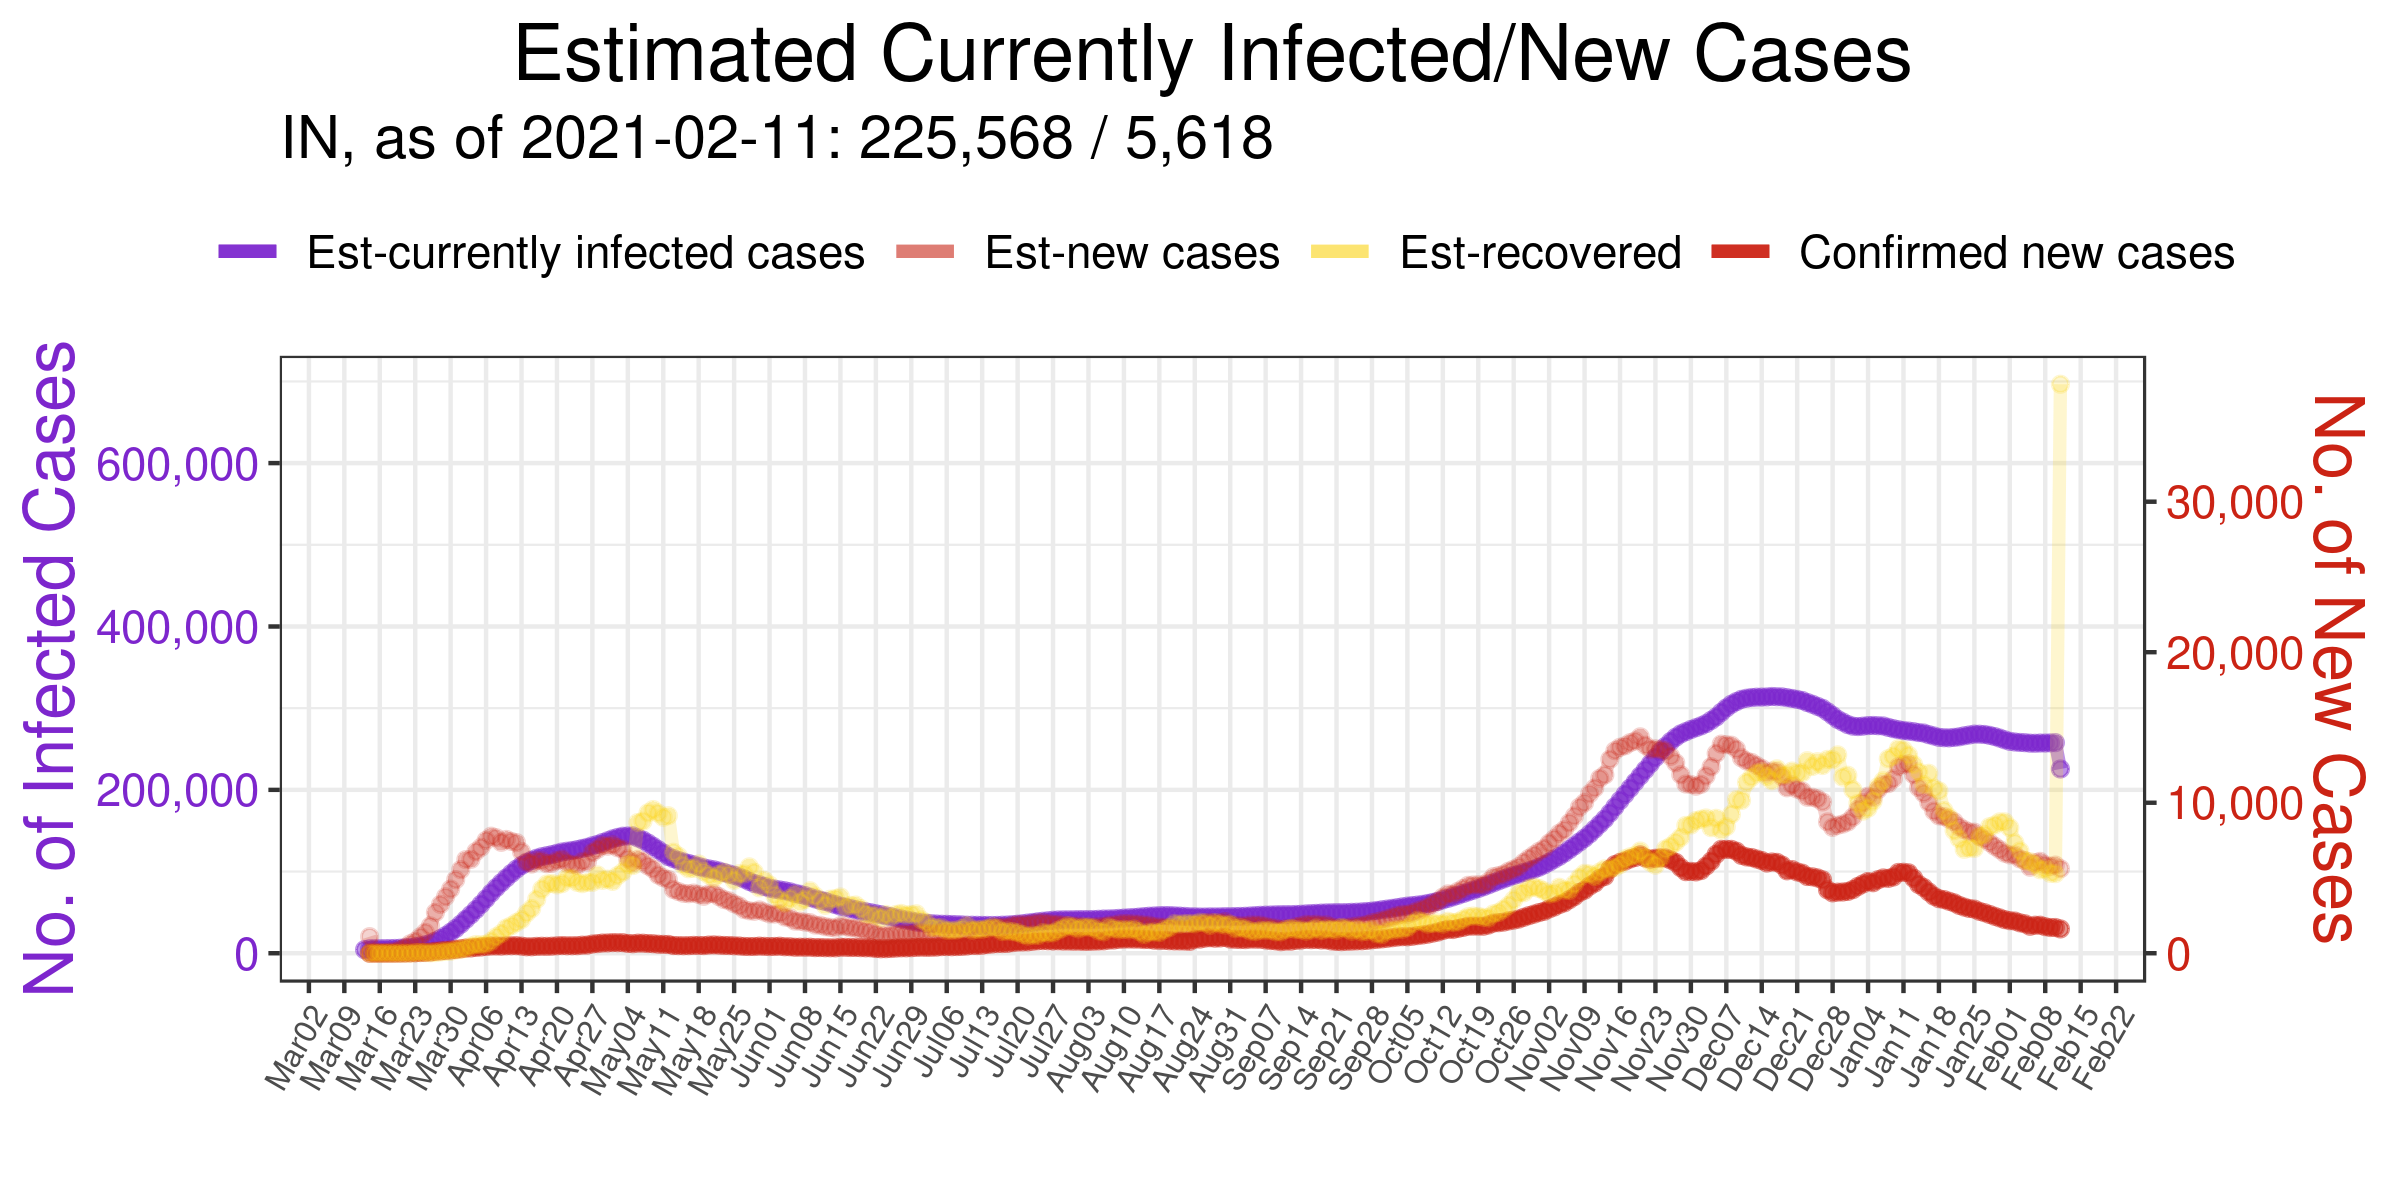 Estimated Currently Infected/New Cases
IN, as of 2021-02-11: 225,568 / 5,618
Est-currently infected cases Est-new cases Est-recovered Confirmed new cases
No. of Infected Cases
600,000
400,000
200,000
0
30,000
20,000
10,000
0
No. of New Cases
Mar02 Mar09 Mar16 Mar23 Mar30 Apr06 Apr13 Apr20 Apr27 May04 May11 May18 May25 Jun01 Jun08 Jun15 Jun22 Jun29 Jul06 Jul13 Jul20 Jul27 Aug03 Aug10 Aug17 Aug24 Aug31 Sep07 Sep14 Sep21 Sep28 Oct05 Oct12 Oct19 Oct26 Nov02 Nov09 Nov16 Nov23 Nov30 Dec07 Dec14 Dec21 Dec28 Jan04 Jan11 Jan18 Jan25 Feb01 Feb08 Feb15 Feb22